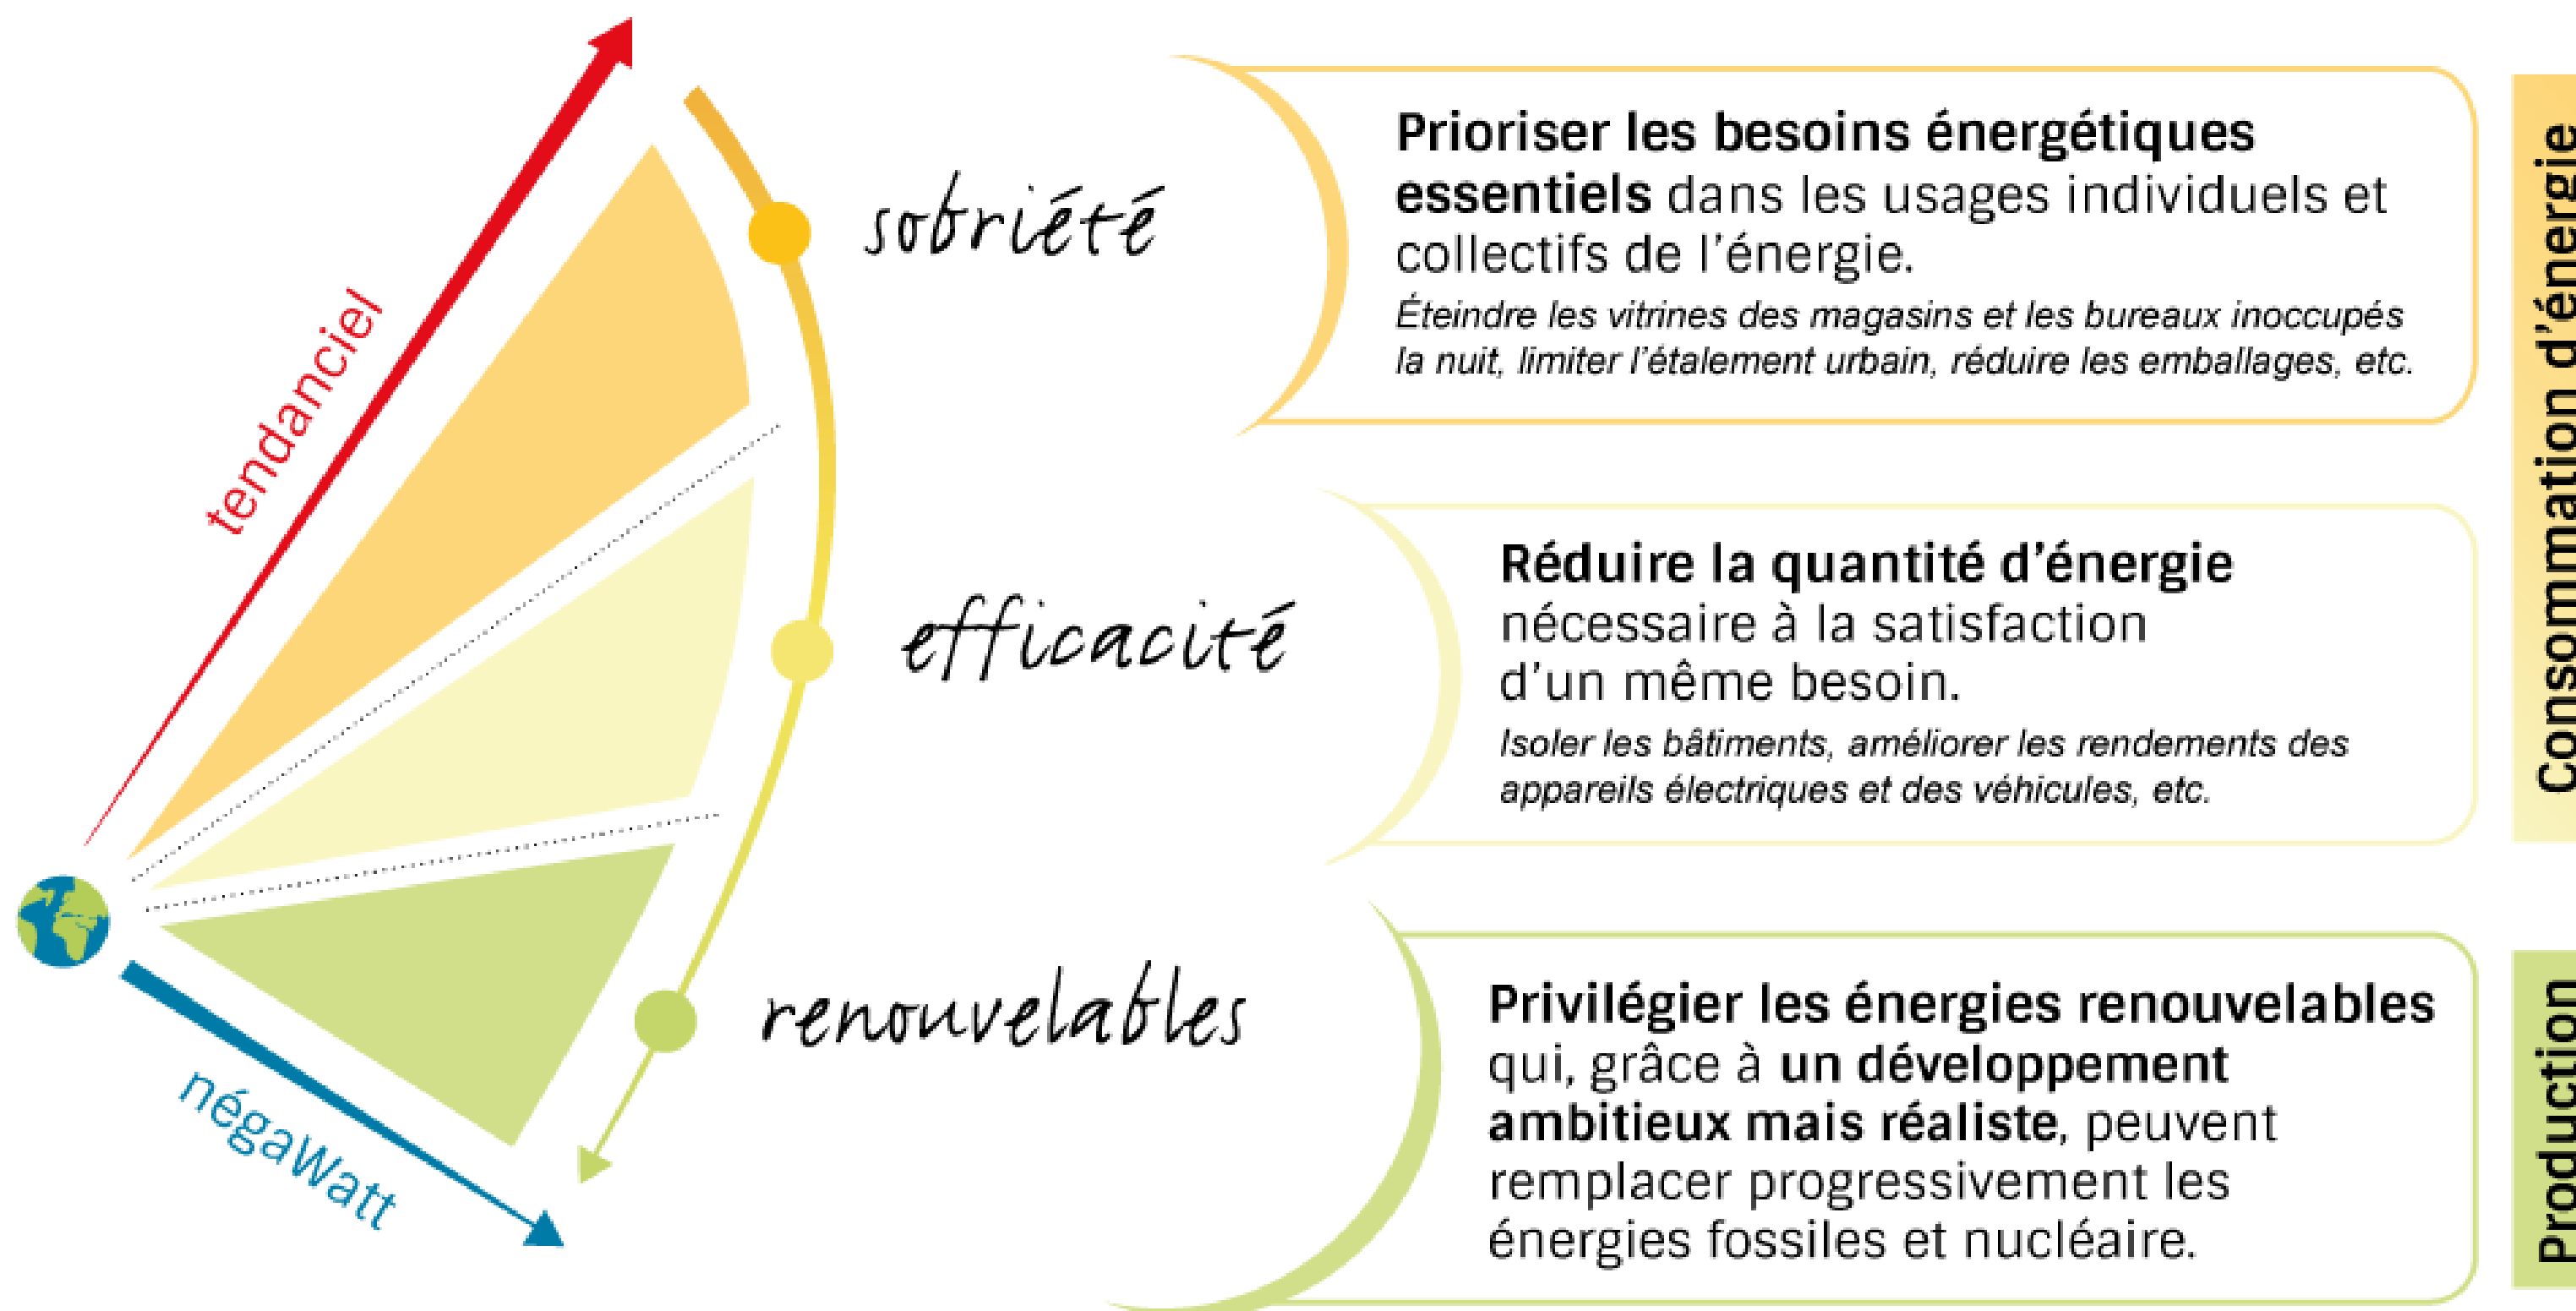 tendanciel
sobriété
Prioriser les besoins énergétiques
essentiels dans les usages individuels et
collectifs de l'énergie.
Éteindre les vitrines des magasins et les bureaux inoccupés
la nuit, limiter l'étalement urbain, réduire les emballages, etc.
efficacité
Réduire la quantité d'énergie
nécessaire à la satisfaction
d'un même besoin.
Isoler les bâtiments, améliorer les rendements des
appareils électriques et des véhicules, etc.
Consommation d'énergie
renouvelables
Privilégier les énergies renouvelables
qui, grâce à un développement
ambitieux mais réaliste, peuvent
remplacer progressivement les
énergies fossiles et nucléaire.
Production
négaWatt